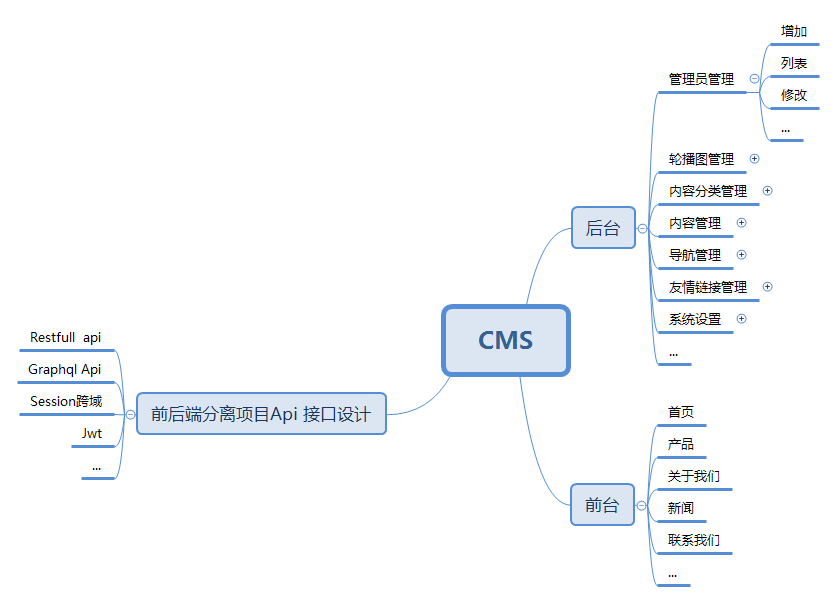 CMS
后台
管理员管理
增加
列表
修改
...
轮播图管理
内容分类管理
内容管理
导航管理
友情链接管理
系统设置
...
前台
首页
产品
关于我们
新闻
联系我们
...
前后端分离项目Api 接口设计
Restfull api
Graphql Api
Session跨域
Jwt
...